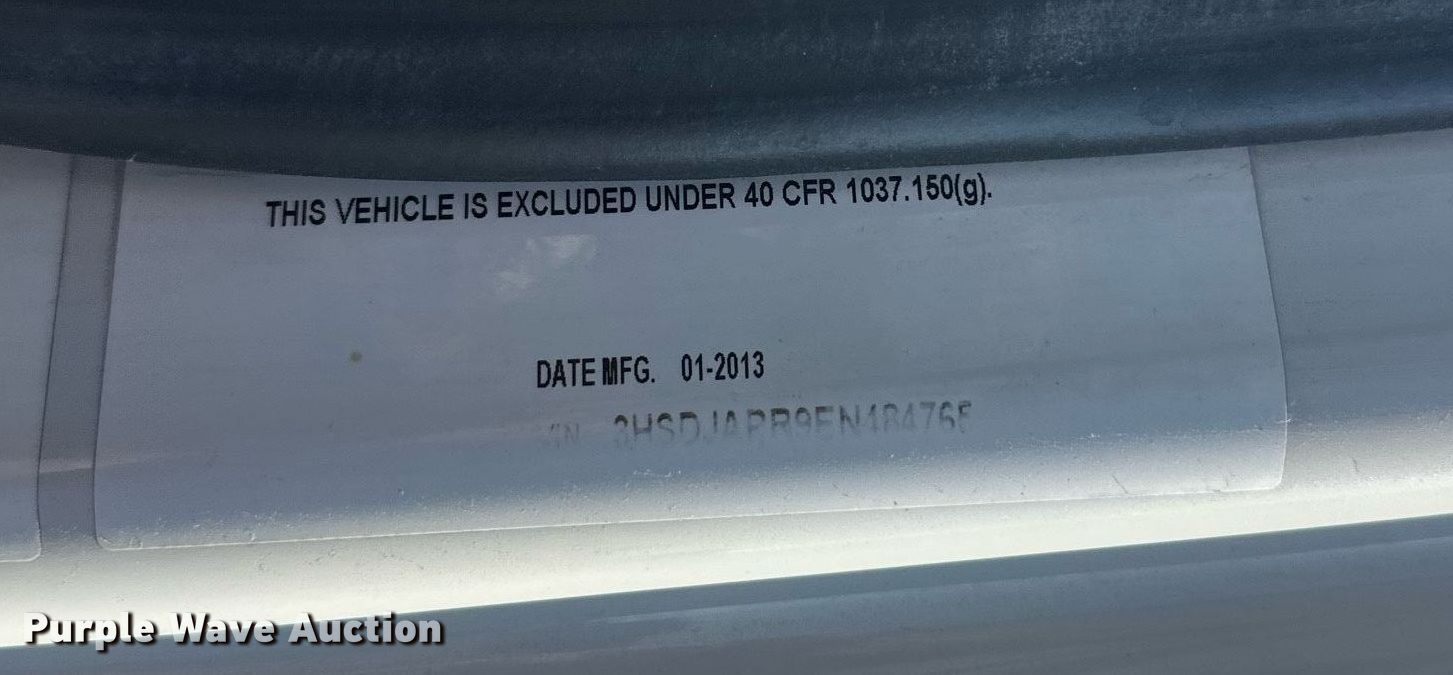 THIS VEHICLE IS EXCLUDED UNDER 40 CFR 1037.150(g).
DATE MFG. 01-2013
Purple Wave Auction